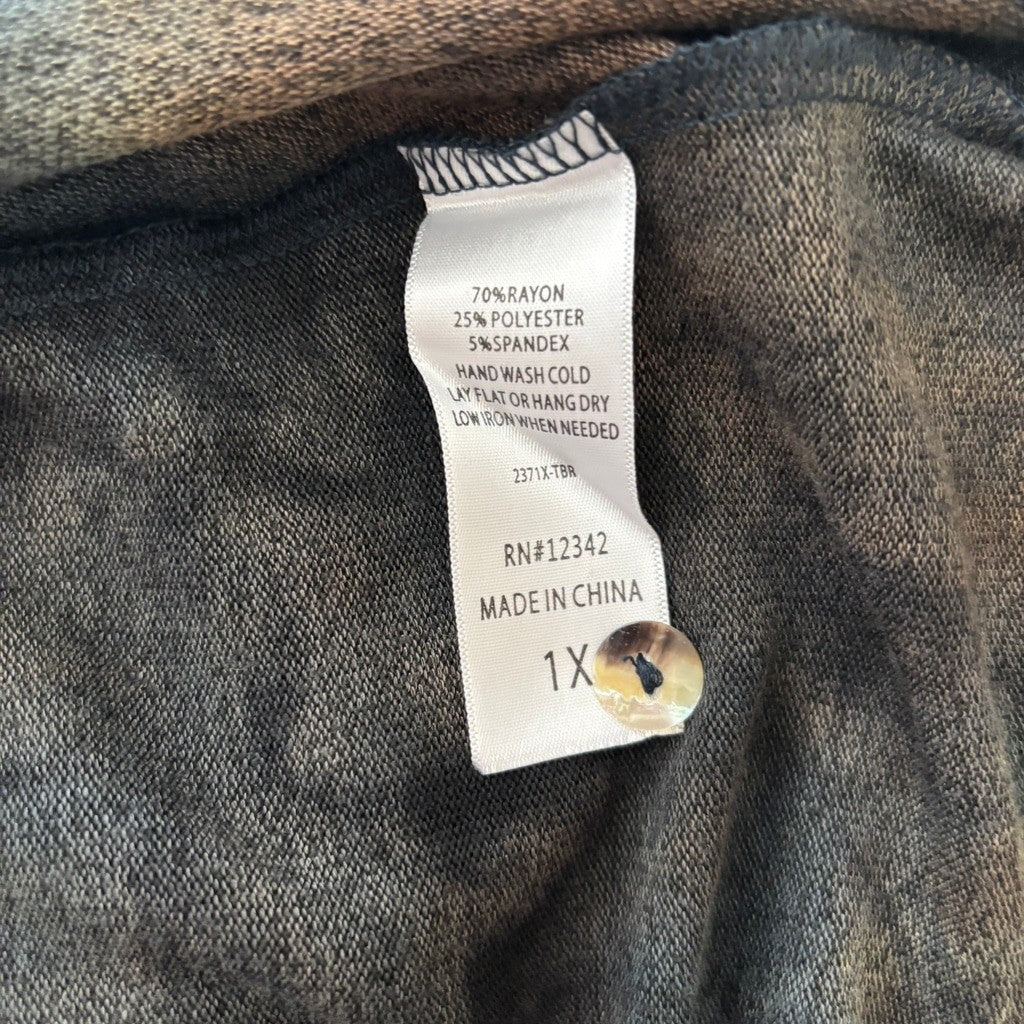 70%RAYON
25% POLYESTER
5%SPANDEX
HAND WASH COLD
LAY FLAT OR HANG DRY
LOW IRON WHEN NEEDED
2371X-TBR
RN#12342
MADE IN CHINA
1X